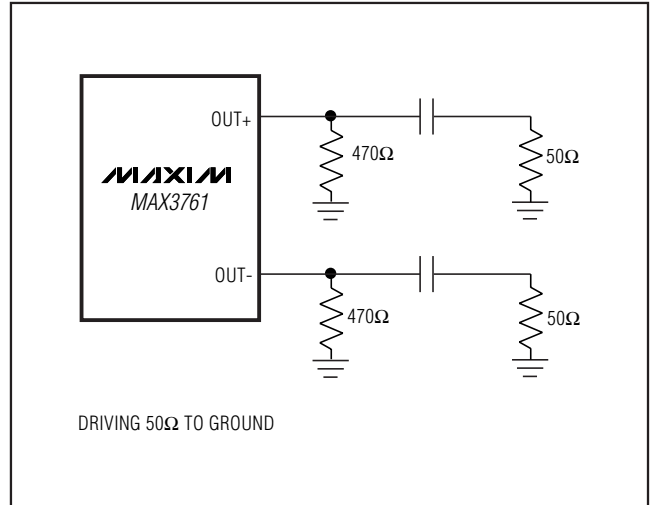 OUT+
470Ω
50Ω
MAXIM
MAX3761
OUT-
470Ω
50Ω
DRIVING 50Ω TO GROUND